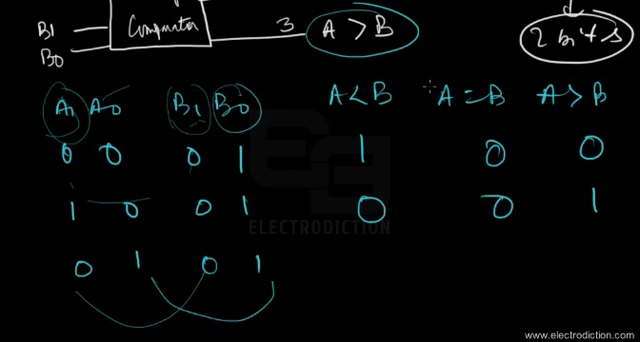 B1 Comparator 3 A > B
B0 2 bits
A1 A0 B1 B0 A<B A=B A>B
0 0 0 1 1 0 0
1 0 0 1 0 0 1
ELECTRODICTION
0 1 0 1
www.electrodiction.com